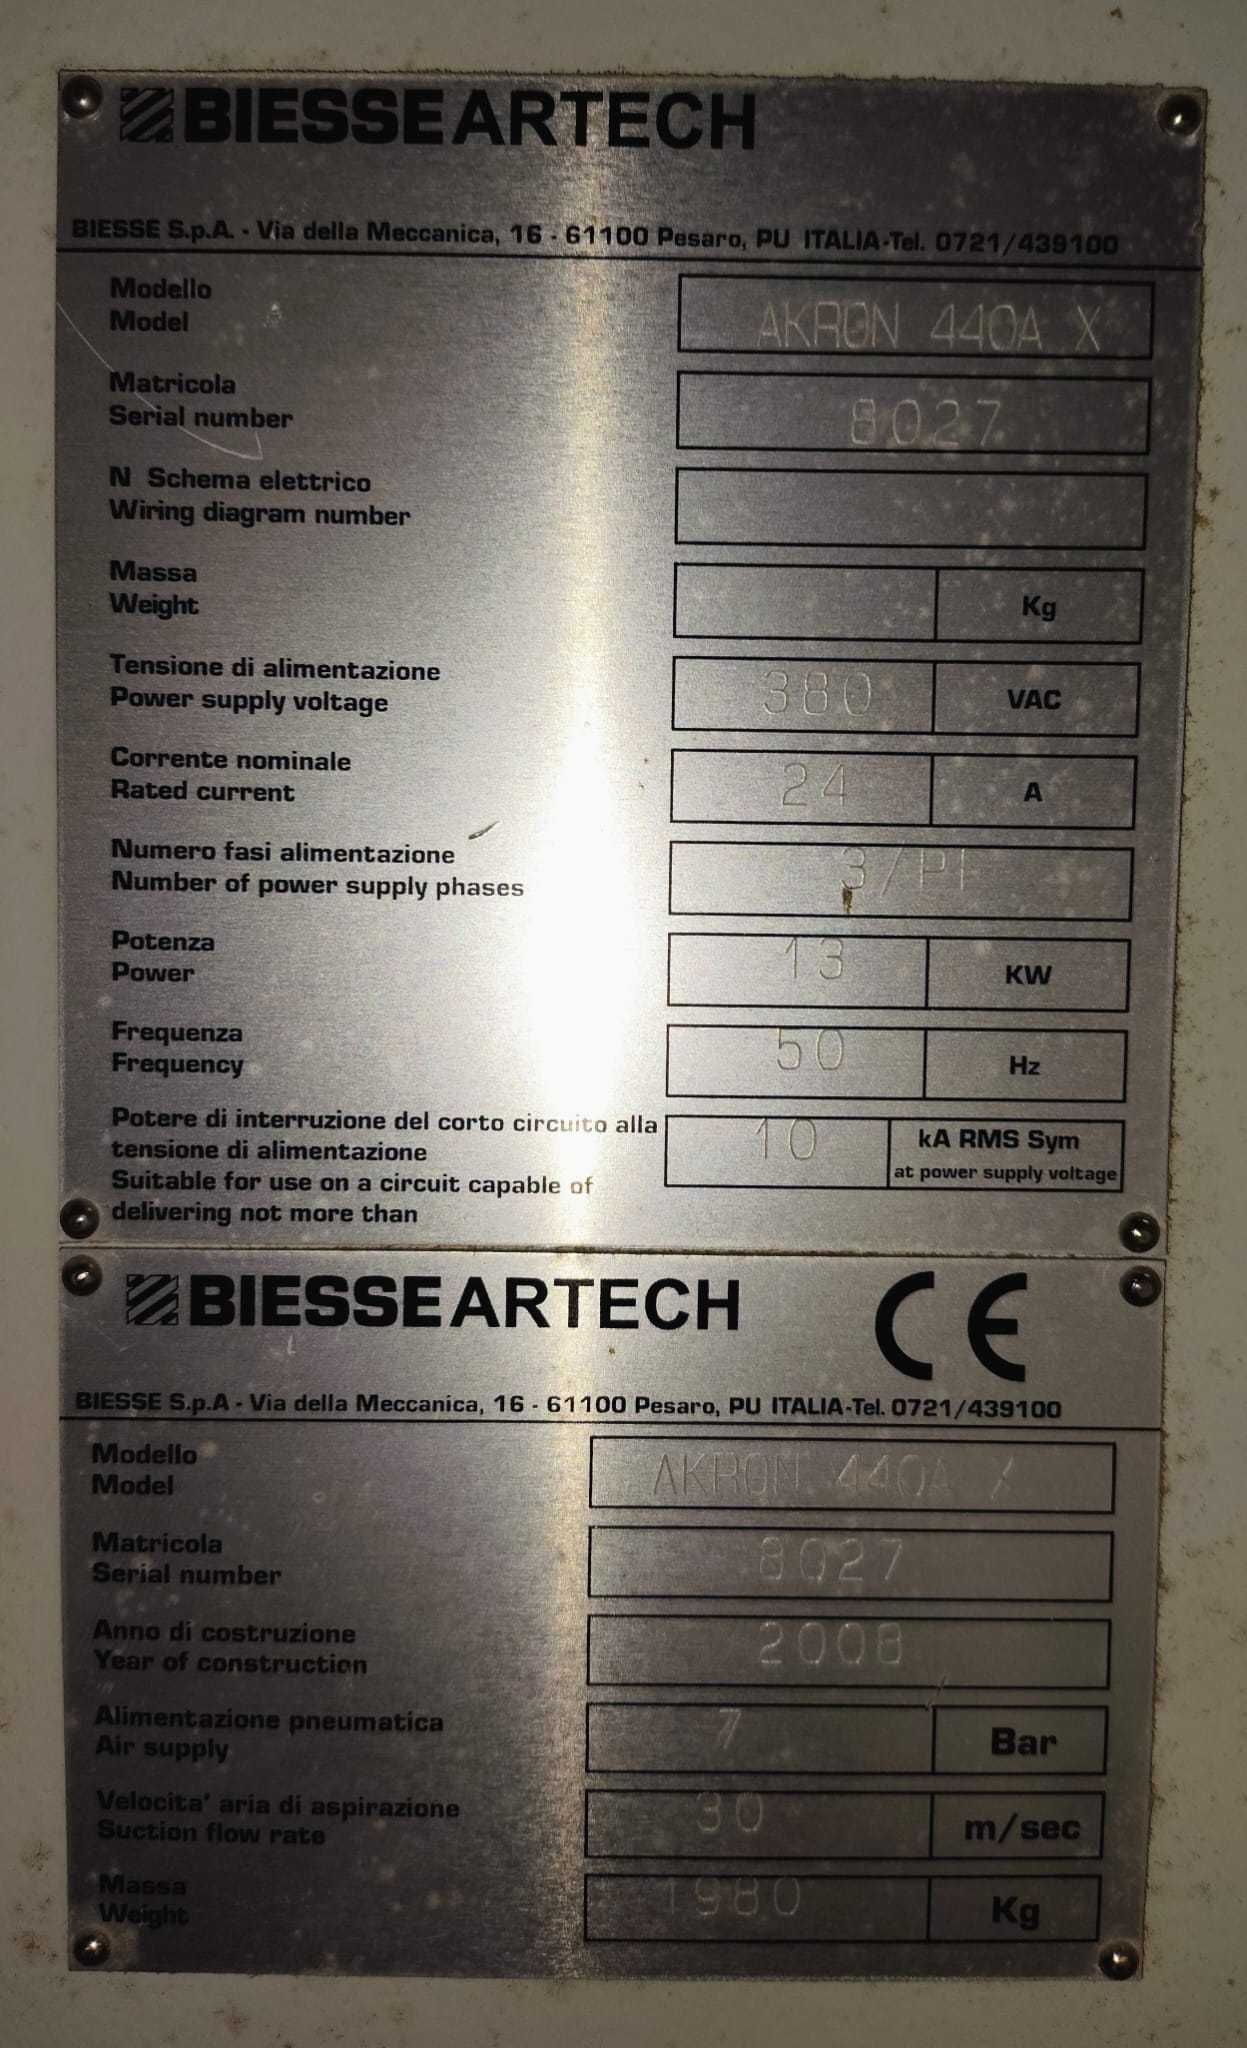 BIESSEARTECH
BIESSE S.p.A. - Via della Meccanica, 16 - 61100 Pesaro, PU ITALIA-Tel. 0721/439100
Modello
Model
AKRON 440A X
Matricola
Serial number
8027
N Schema elettrico
Wiring diagram number
Massa
Weight
Kg
Tensione di alimentazione
Power supply voltage
380 VAC
Corrente nominale
Rated current
24 A
Numero fasi alimentazione
Number of power supply phases
3/PE
Potenza
Power
13 KW
Frequenza
Frequency
50 Hz
Potere di interruzione del corto circuito alla
tensione di alimentazione
Suitable for use on a circuit capable of
delivering not more than
10 kA RMS Sym
at power supply voltage
BIESSEARTECH CE
BIESSE S.p.A - Via della Meccanica, 16 - 61100 Pesaro, PU ITALIA-Tel. 0721/439100
Modello
Model
AKRON 440A X
Matricola
Serial number
8027
Anno di costruzione
Year of construction
2008
Alimentazione pneumatica
Air supply
7 Bar
Velocita' aria di aspirazione
Suction flow rate
30 m/sec
Massa
Weight
1980 Kg